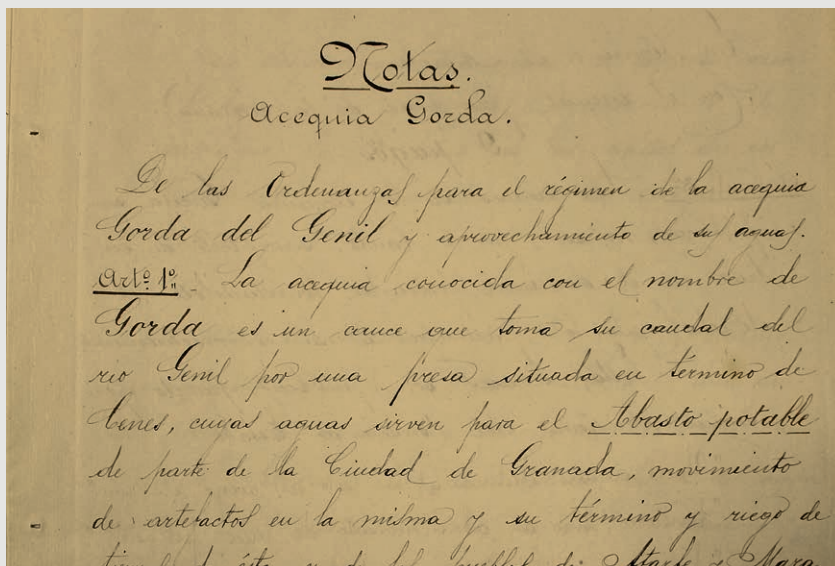 Notas.
Acequia Gorda.
De las Ordenanzas para el régimen de la acequia
Gorda del Genil y aprovechamiento de sus aguas.
Artº 1º. La acequia conocida con el nombre de
Gorda es un cauce que toma su caudal del
rio Genil por una presa situada en término de
Cenes, cuyas aguas sirven para el Abasto potable
de parte de la Ciudad de Granada, movimiento
de artefactos en la misma y su término y riego de